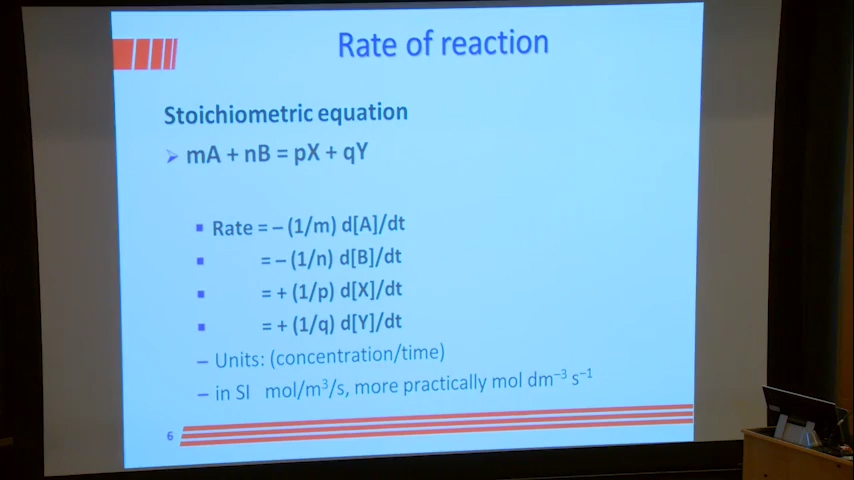 Rate of reaction
Stoichiometric equation
➢ mA + nB = pX + qY
▪ Rate = – (1/m) d[A]/dt
▪ = – (1/n) d[B]/dt
▪ = + (1/p) d[X]/dt
▪ = + (1/q) d[Y]/dt
– Units: (concentration/time)
– in SI mol/m³/s, more practically mol dm⁻³ s⁻¹
6